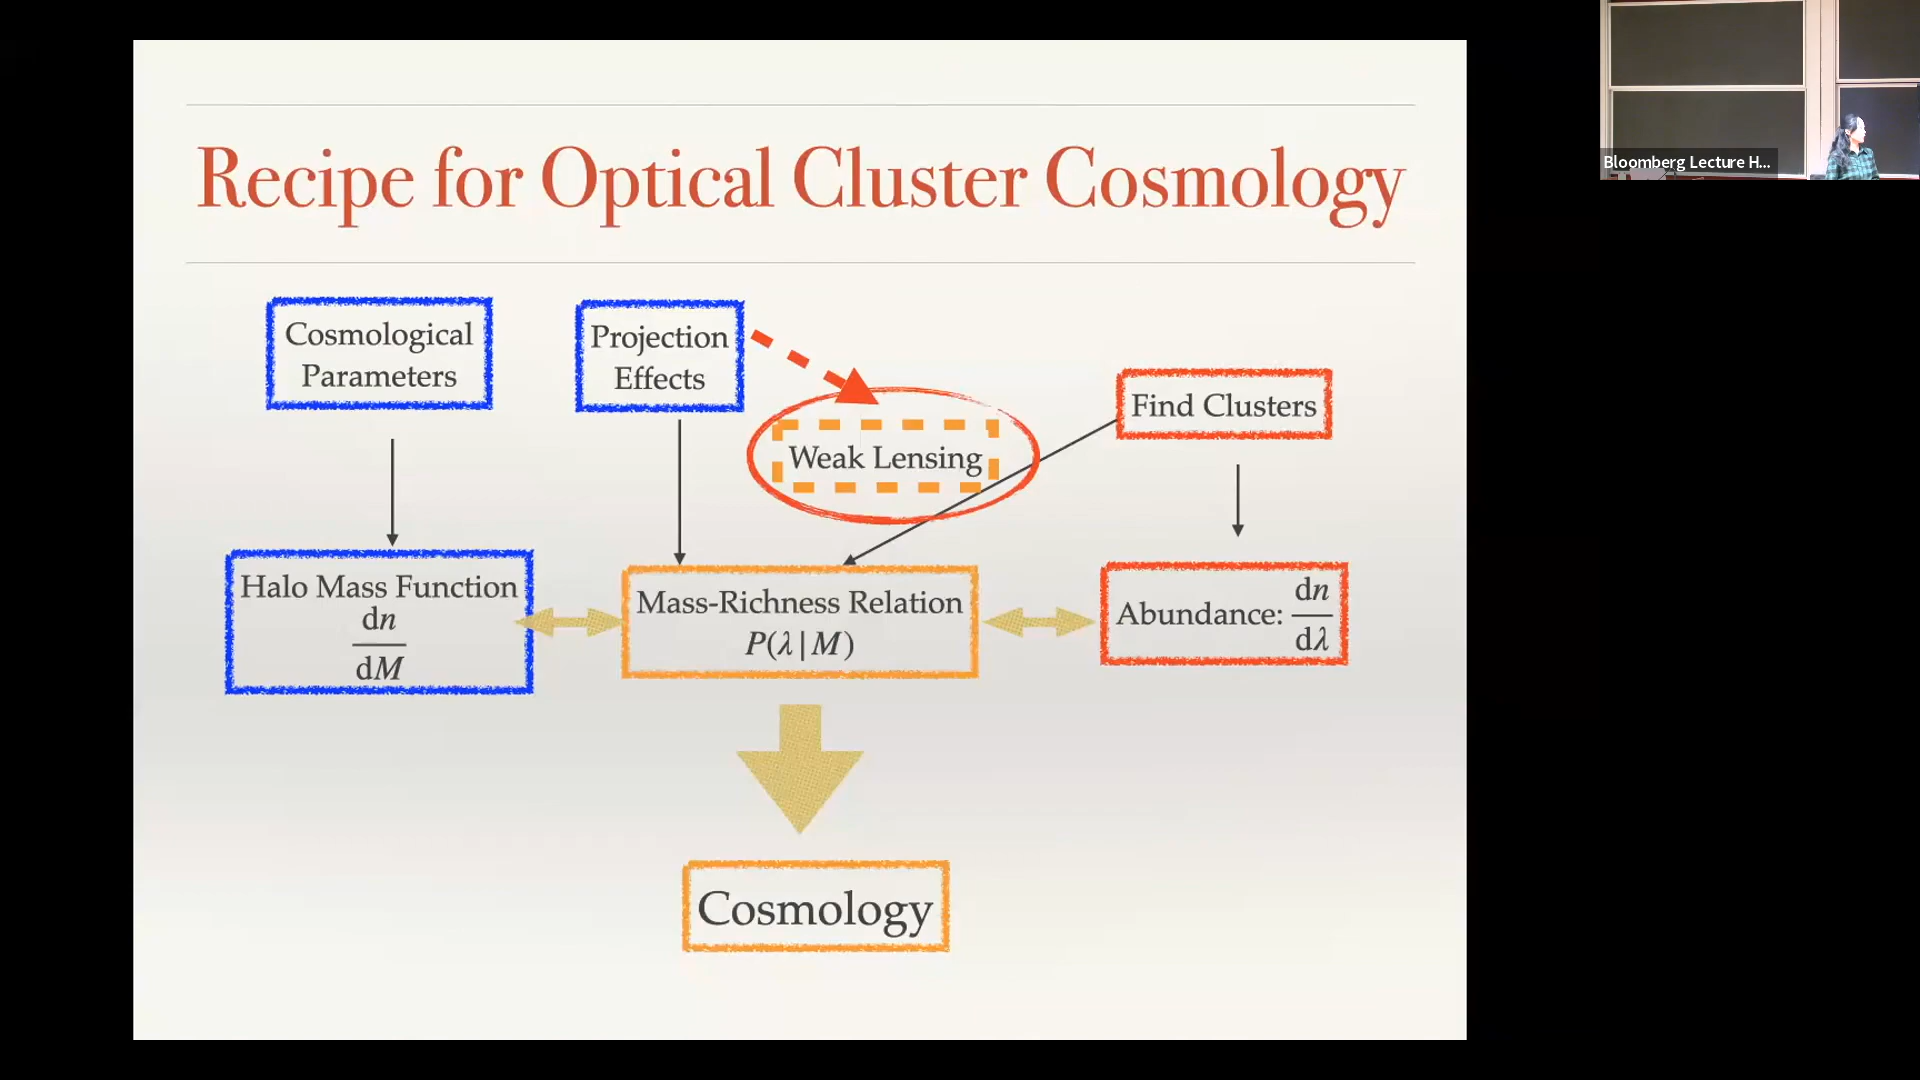 Recipe for Optical Cluster Cosmology
Cosmological
Parameters
Projection
Effects
Weak Lensing
Find Clusters
Halo Mass Function
dn
dM
Mass-Richness Relation
P(λ|M)
Abundance: dn
dλ
Cosmology
Bloomberg Lecture H...